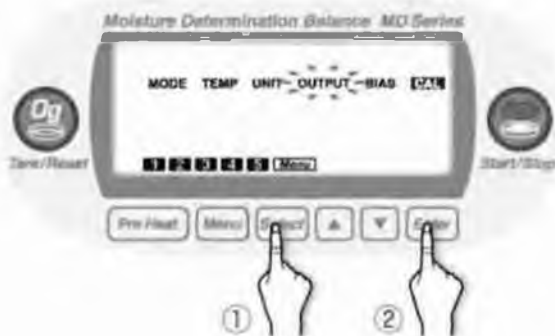 Moisture Determination Balance MD Series
MODE TEMP UNIT OUTPUT BIAS CAL
0g
Tare/Reset
Start/Stop
1 2 3 4 5 Menu
Pre Heat Menu Select ▲ ▼ Enter
① ②